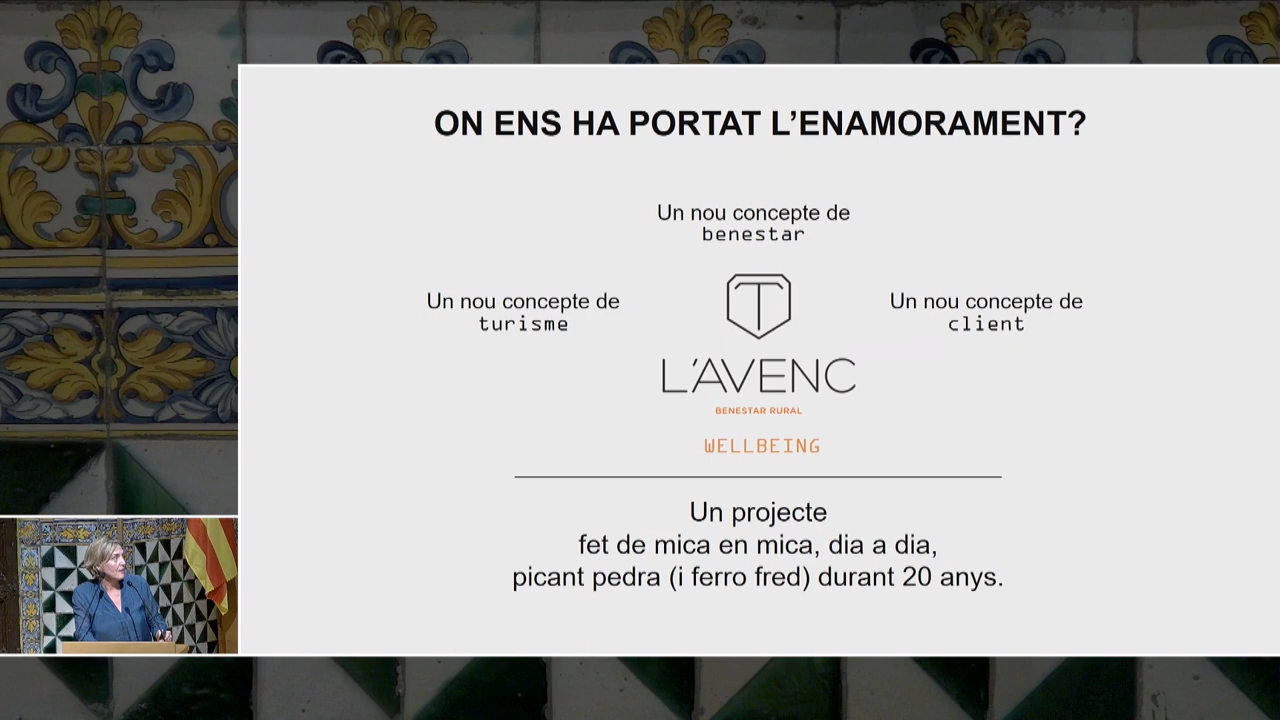 ON ENS HA PORTAT L'ENAMORAMENT?
Un nou concepte de
benestar
Un nou concepte de
turisme
Un nou concepte de
client
L'AVENC
BENESTAR RURAL
WELLBEING
Un projecte
fet de mica en mica, dia a dia,
picant pedra (i ferro fred) durant 20 anys.